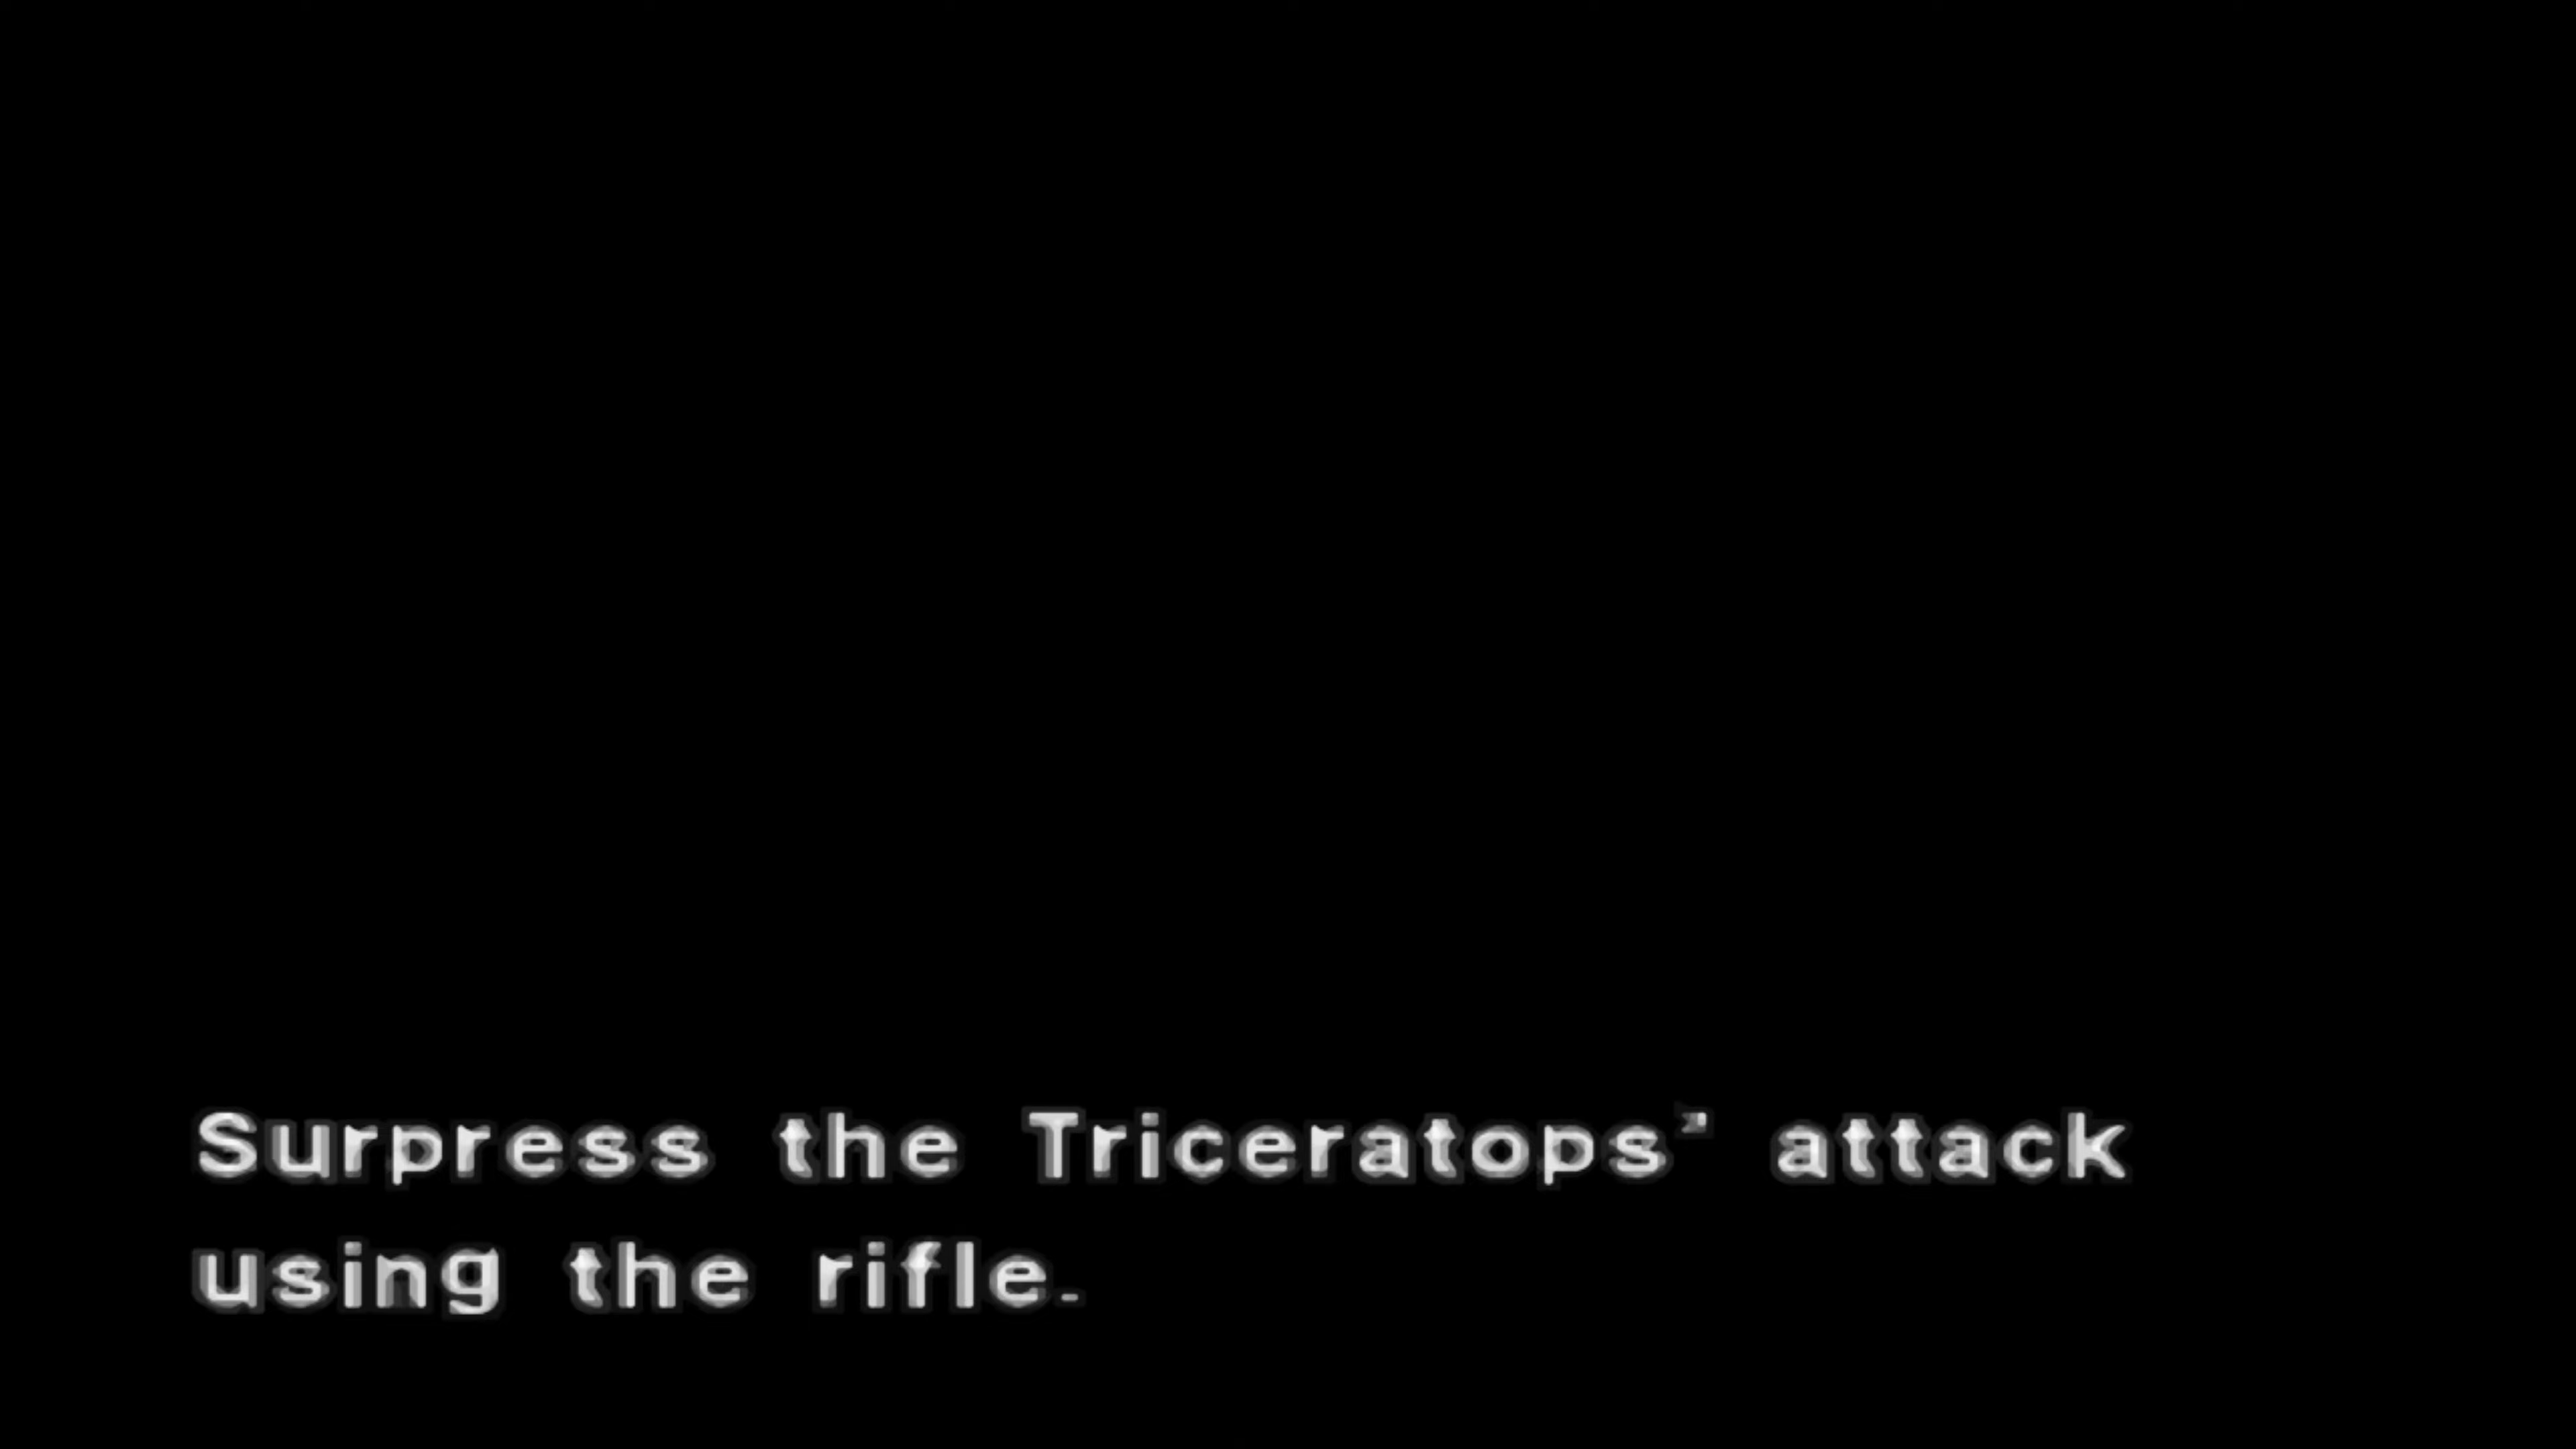 Surpress the Triceratops’ attack
using the rifle.